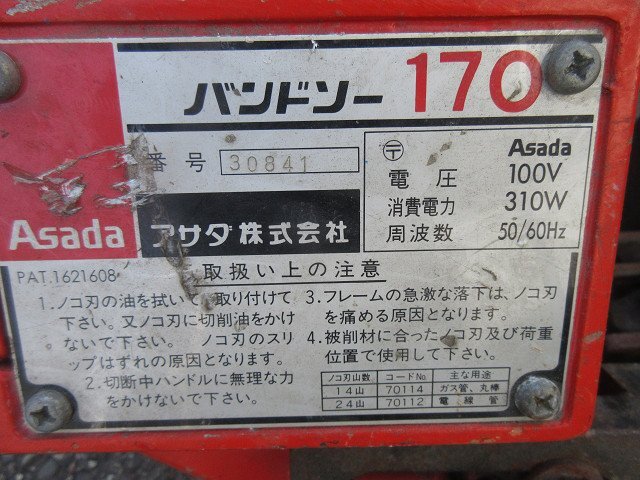 バンドソー 170
番号 30841
Asada
アサダ株式会社
〒 Asada
電圧 100V
消費電力 310W
周波数 50/60Hz
PAT.1621608
取扱い上の注意
1.ノコ刃の油を拭いて、取り付けて
下さい。又ノコ刃に切削油をかけ
ないで下さい。 ノコ刃のスリ
ップはずれの原因となります。
2.切断中ハンドルに無理な力
をかけないで下さい。
3.フレームの急激な落下は、ノコ刃
を痛める原因となります。
4.被削材に合ったノコ刃及び荷重
位置で使用して下さい。
ノコ刃山数 コードNo. 主な用途
14山 70114 ガス管、丸棒
24山 70112 電線管